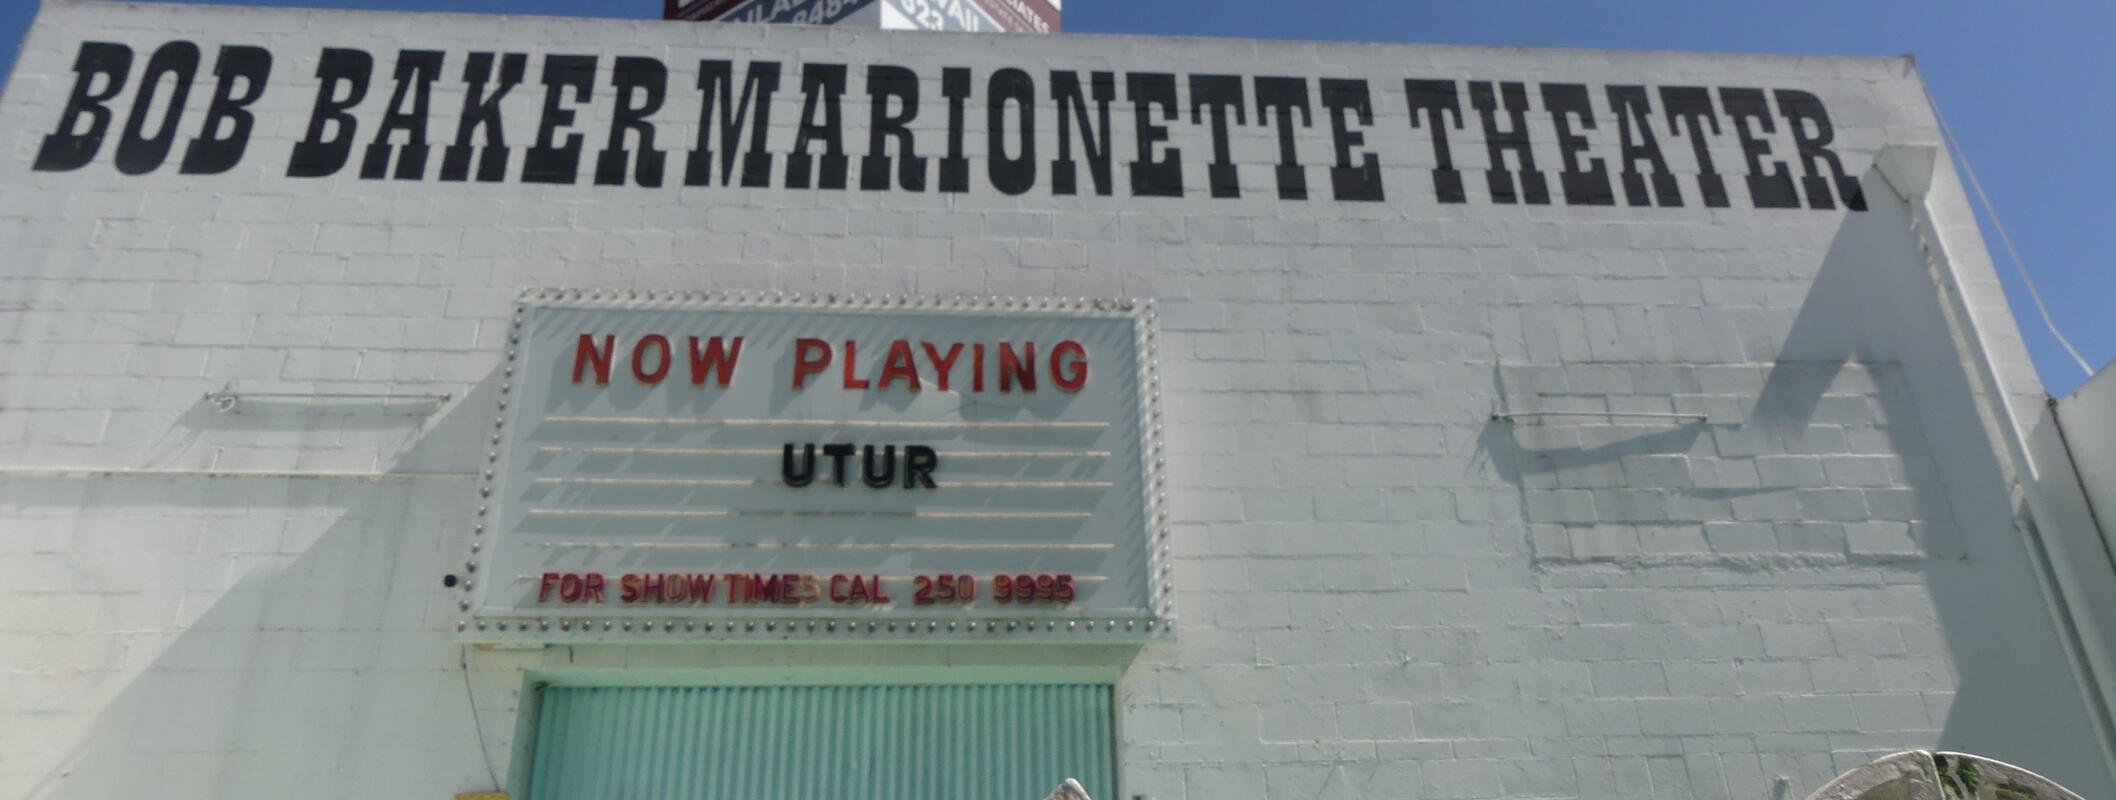 BOB BAKER MARIONETTE THEATER
NOW PLAYING
UTUR
FOR SHOW TIMES CAL 250 9995